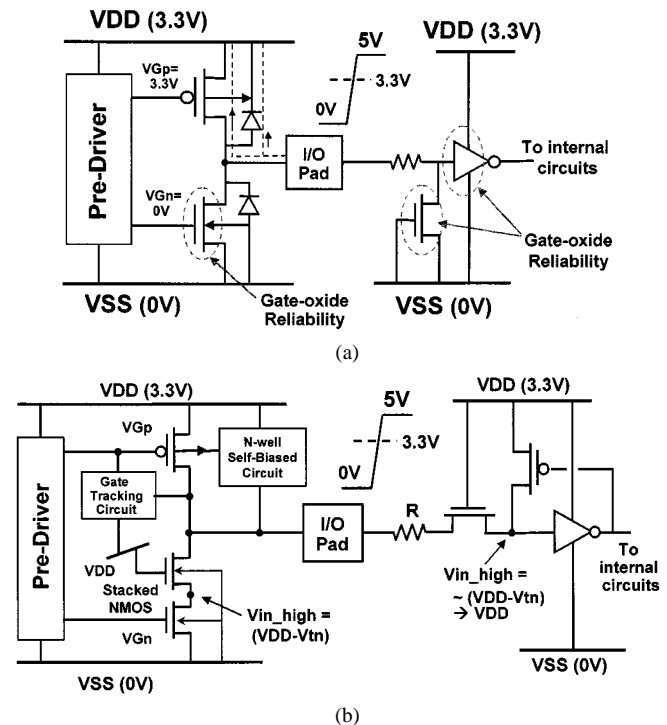 VDD (3.3V)
VGp=
3.3V
Pre-Driver
VGn=
0V
Gate-oxide
Reliability
VSS (0V)
I/O
Pad
5V
3.3V
0V
VDD (3.3V)
To internal
circuits
Gate-oxide
Reliability
VSS (0V)
(a)
VDD (3.3V)
VGp
N-well
Self-Biased
Circuit
Gate
Tracking
Circuit
Pre-Driver
VDD
Stacked
NMOS
VGn
Vin_high =
(VDD-Vtn)
VSS (0V)
I/O
Pad
5V
3.3V
0V
R
VDD (3.3V)
Vin_high =
~ (VDD-Vtn)
→ VDD
To
internal
circuits
VSS (0V)
(b)